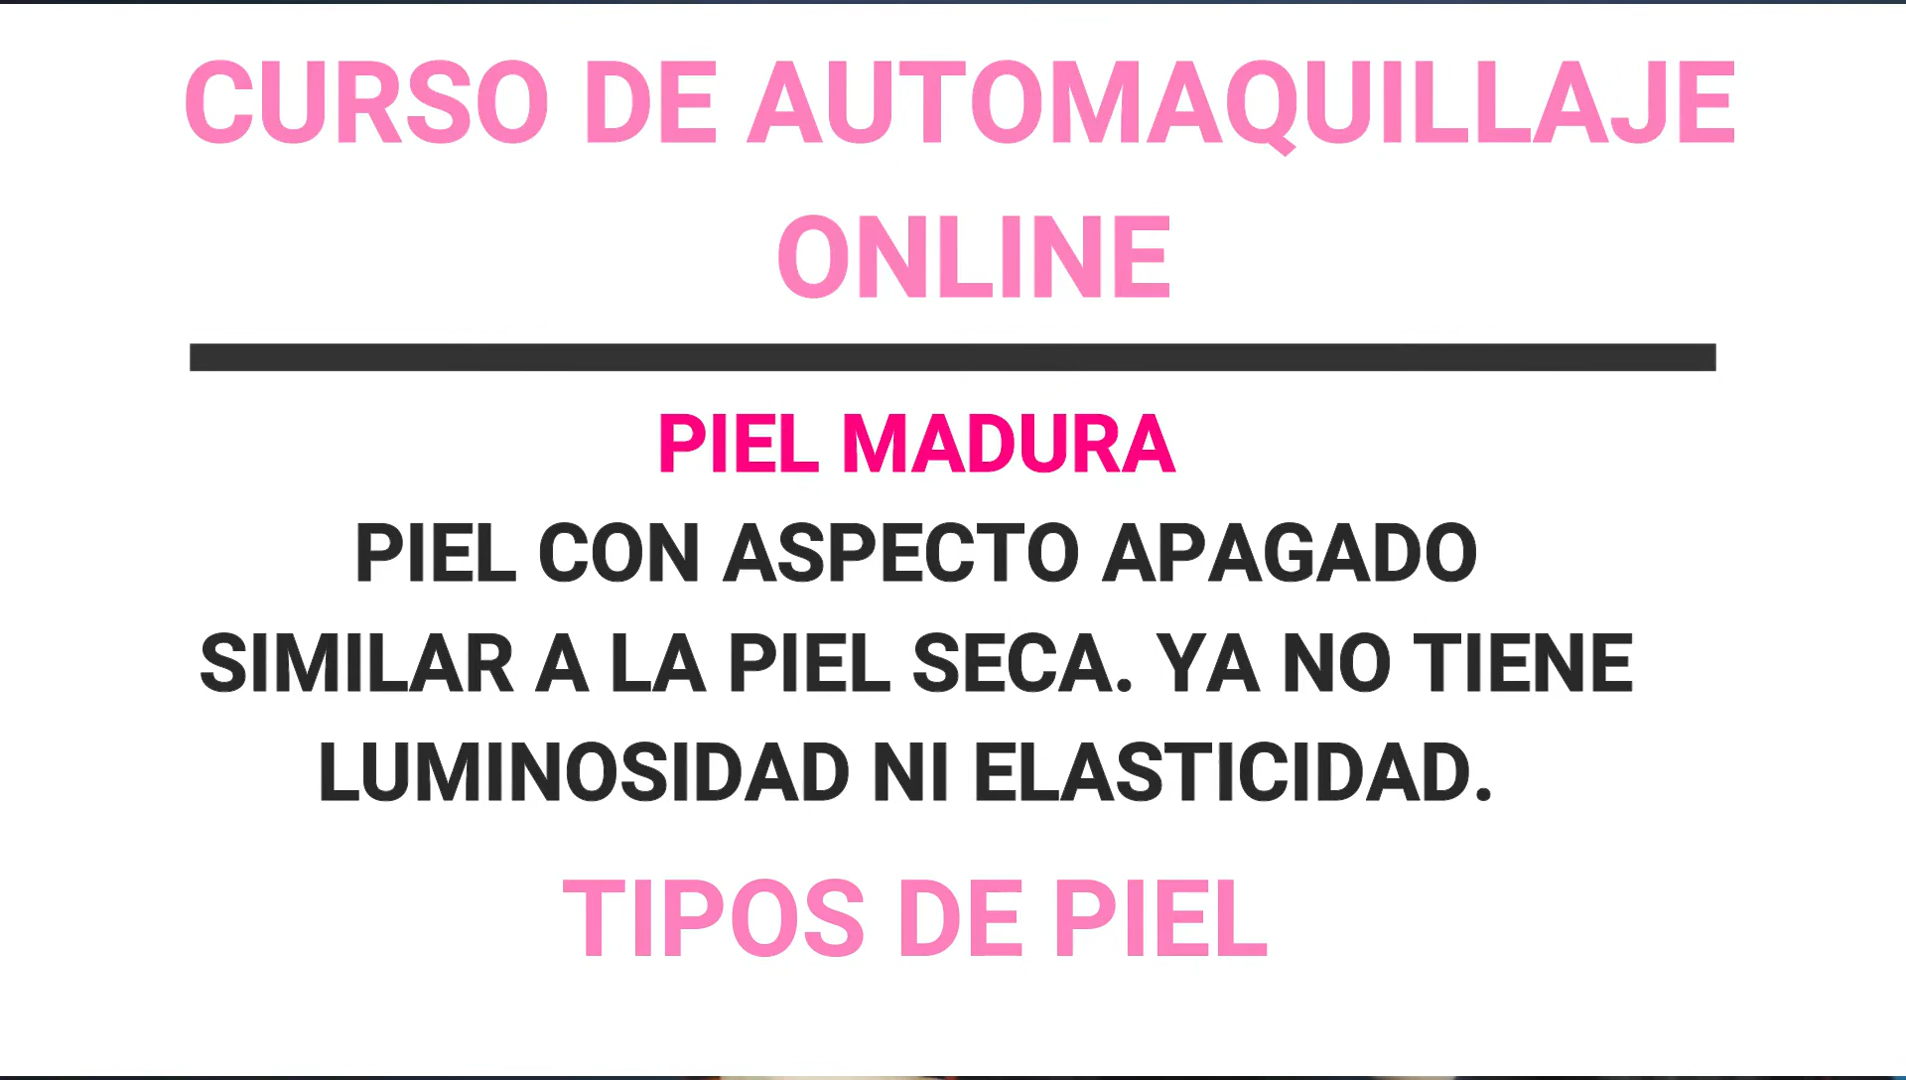 CURSO DE AUTOMAQUILLAJE
ONLINE
PIEL MADURA
PIEL CON ASPECTO APAGADO
SIMILAR A LA PIEL SECA. YA NO TIENE
LUMINOSIDAD NI ELASTICIDAD.
TIPOS DE PIEL